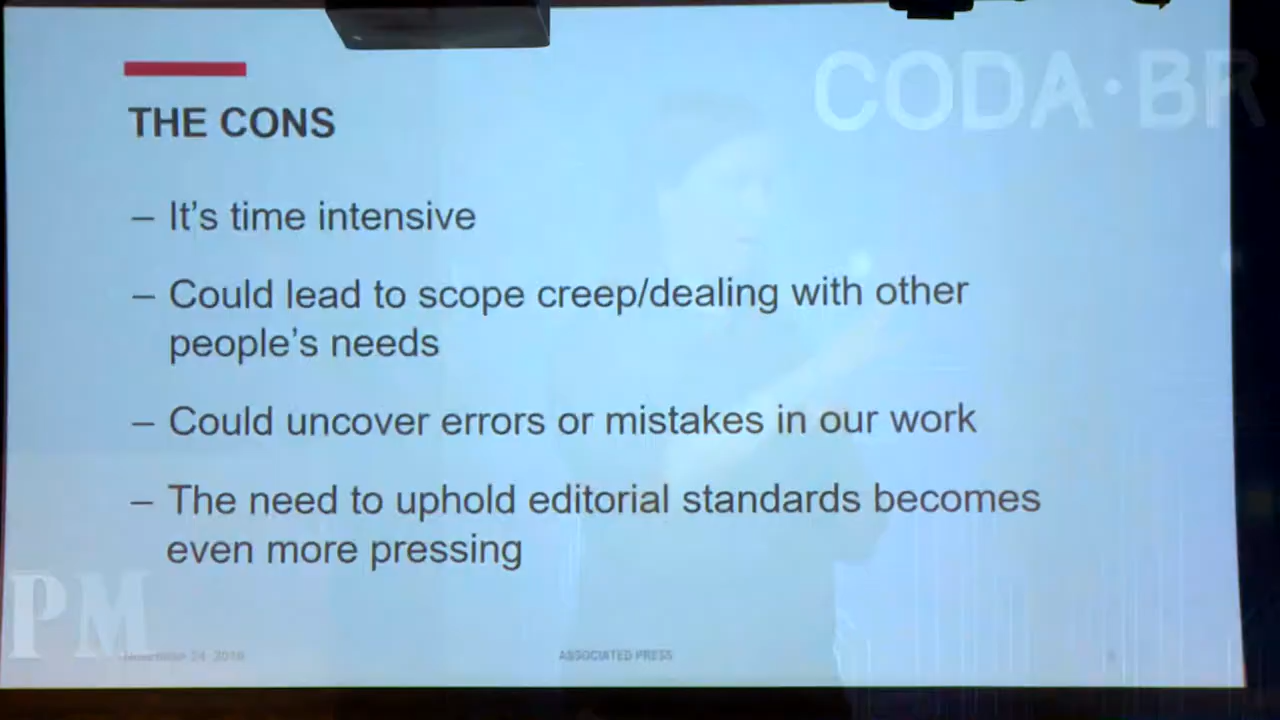 CODA·BR
THE CONS
– It's time intensive
– Could lead to scope creep/dealing with other
people's needs
– Could uncover errors or mistakes in our work
– The need to uphold editorial standards becomes
even more pressing
PM
ASSOCIATED PRESS